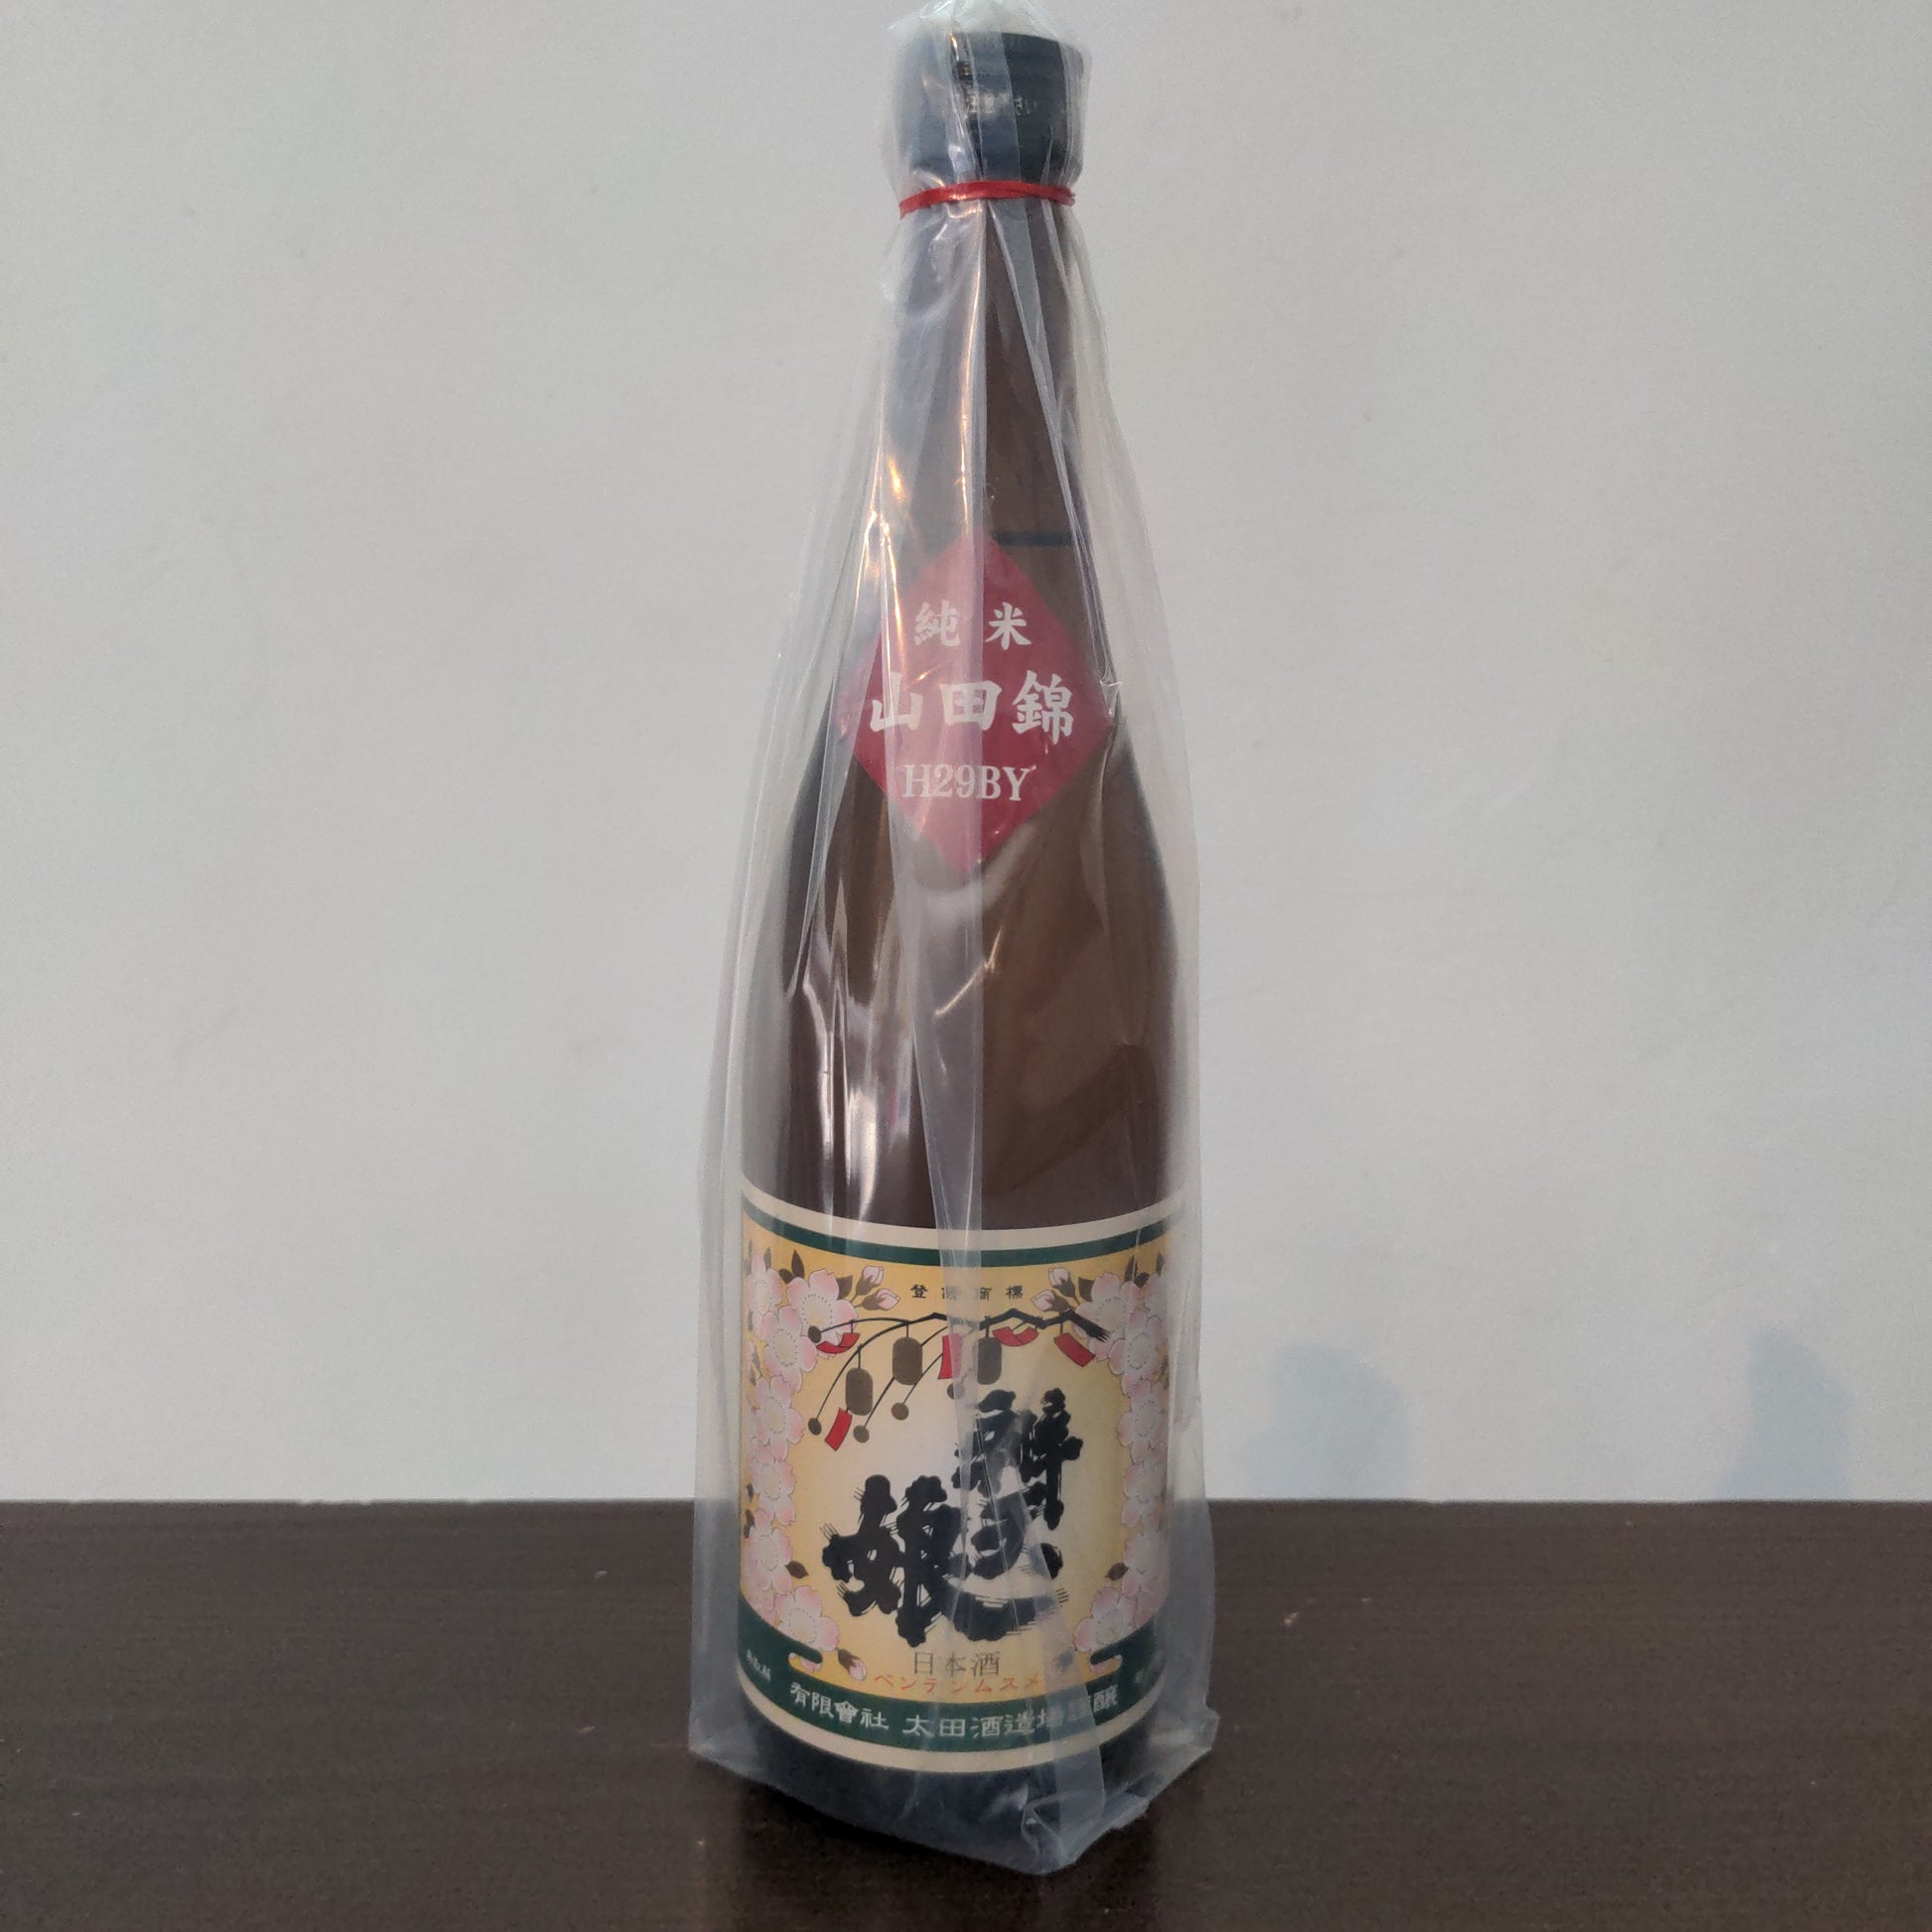 純米
山田錦
H29BY
登録商標
辨天娘
日本酒
ベンテンムスメ
有限會社 太田酒造場謹醸